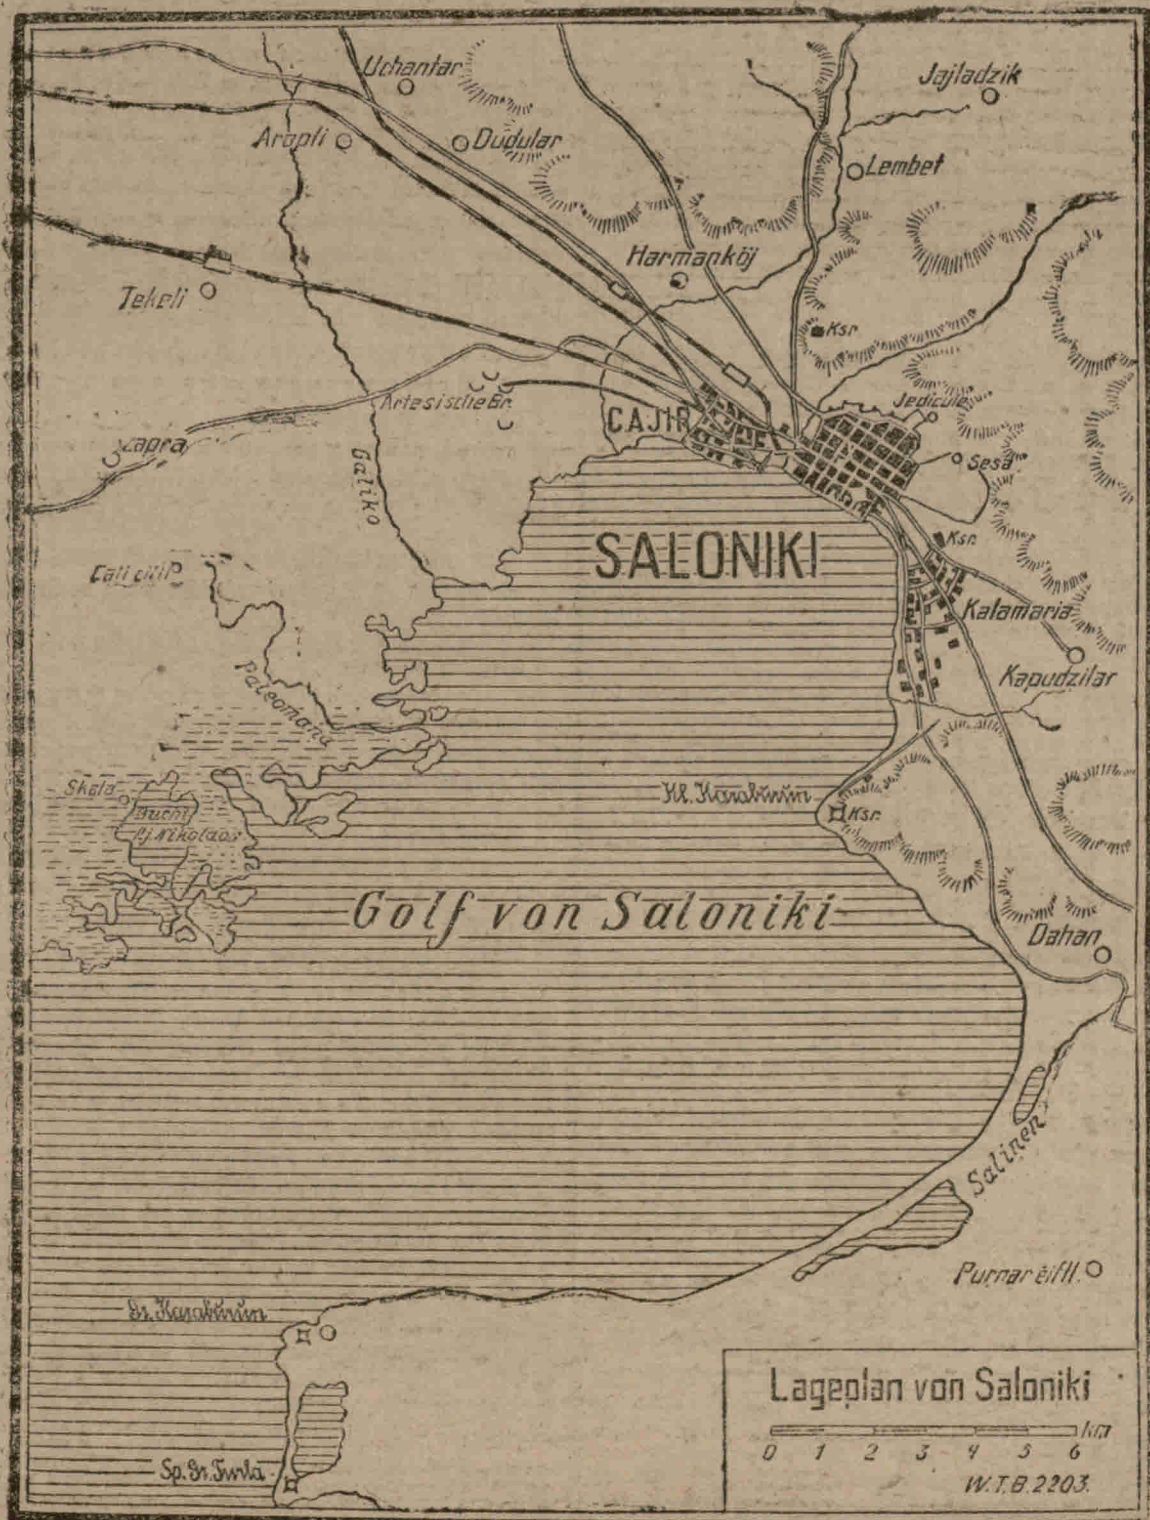 Uchantar
Jajladzik
Arapli
Dudular
Lembet
Harmanköj
Tekeli
Ksr.
Artesische Br.
CAJIR
Jedicule
Zapra
Sesa
Galiko
SALONIKI
Ksr.
Kalamaria
Kapudzilar
Paleomana
Skala
Bucht
Aj. Nikolaos
Kl. Karaburun
Ksr.
Golf von Saloniki
Dahan
Salinen
Purnar
Gr. Karaburun
Sp. Gr. Tuzla
Lageplan von Saloniki
km
0 1 2 3 4 5 6
W.T.B. 2203.